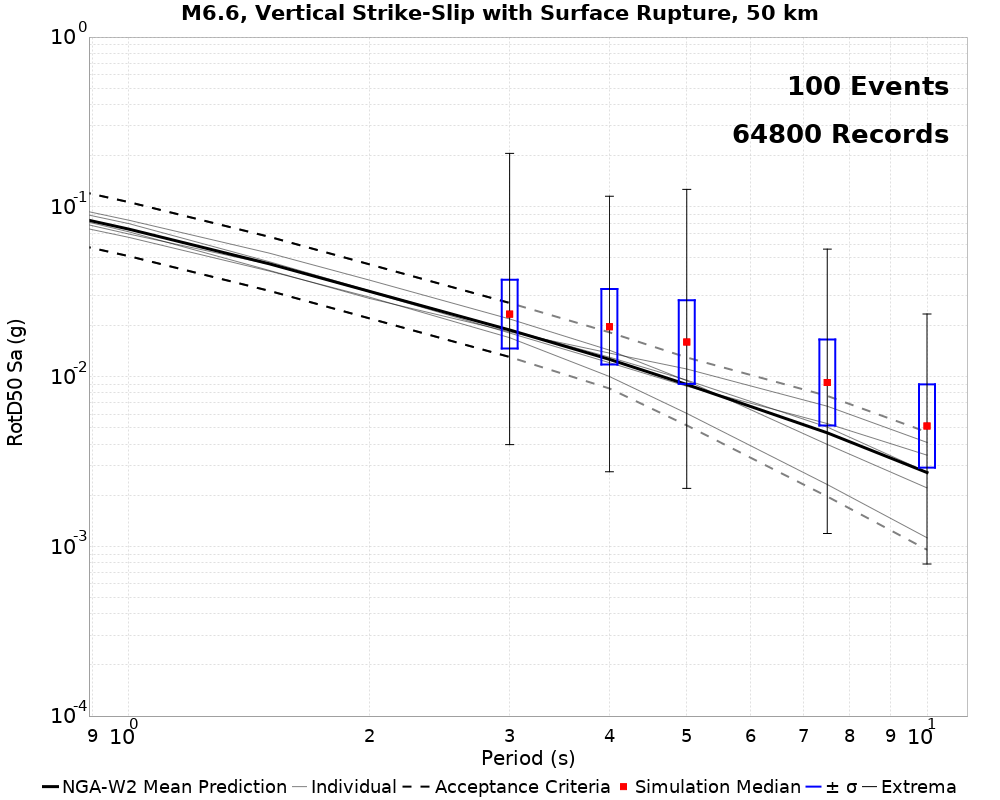 M6.6, Vertical Strike-Slip with Surface Rupture, 50 km
100 Events
64800 Records
RotD50 Sa (g)
10^0
10^-1
10^-2
10^-3
10^-4
9 10^0 2 3 4 5 6 7 8 9 10^1
Period (s)
NGA-W2 Mean Prediction Individual Acceptance Criteria Simulation Median ± σ Extrema